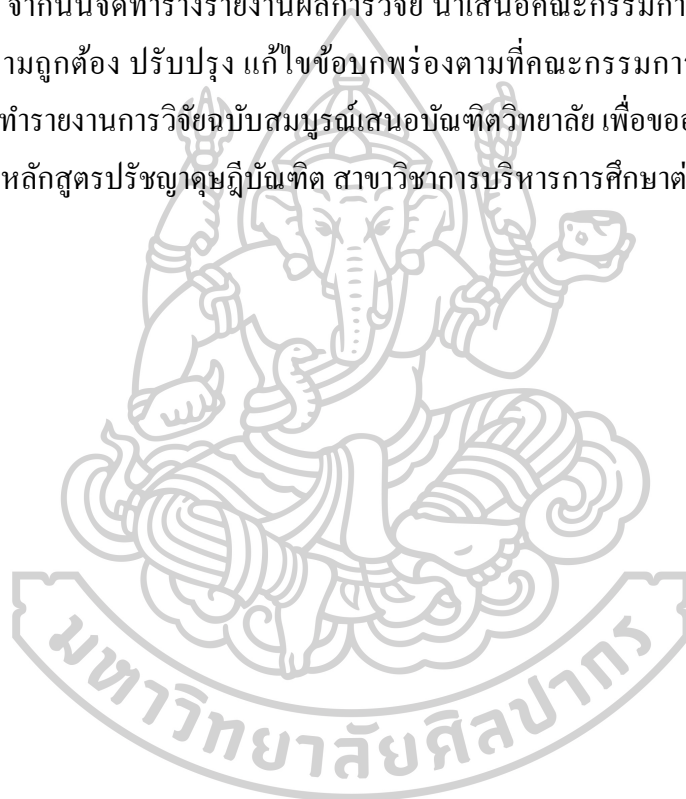 จากนั้นจัดทำร่างรายงานผลการวิจัย นำเสนอคณะกรรมกา
ามถูกต้อง ปรับปรุง แก้ไขข้อบกพร่องตามที่คณะกรรมการ
ทำรายงานการวิจัยฉบับสมบูรณ์เสนอบัณฑิตวิทยาลัย เพื่อขออ
หลักสูตรปรัชญาดุษฎีบัณฑิต สาขาวิชาการบริหารการศึกษาต่
มหาวิทยาลัยศิลปากร